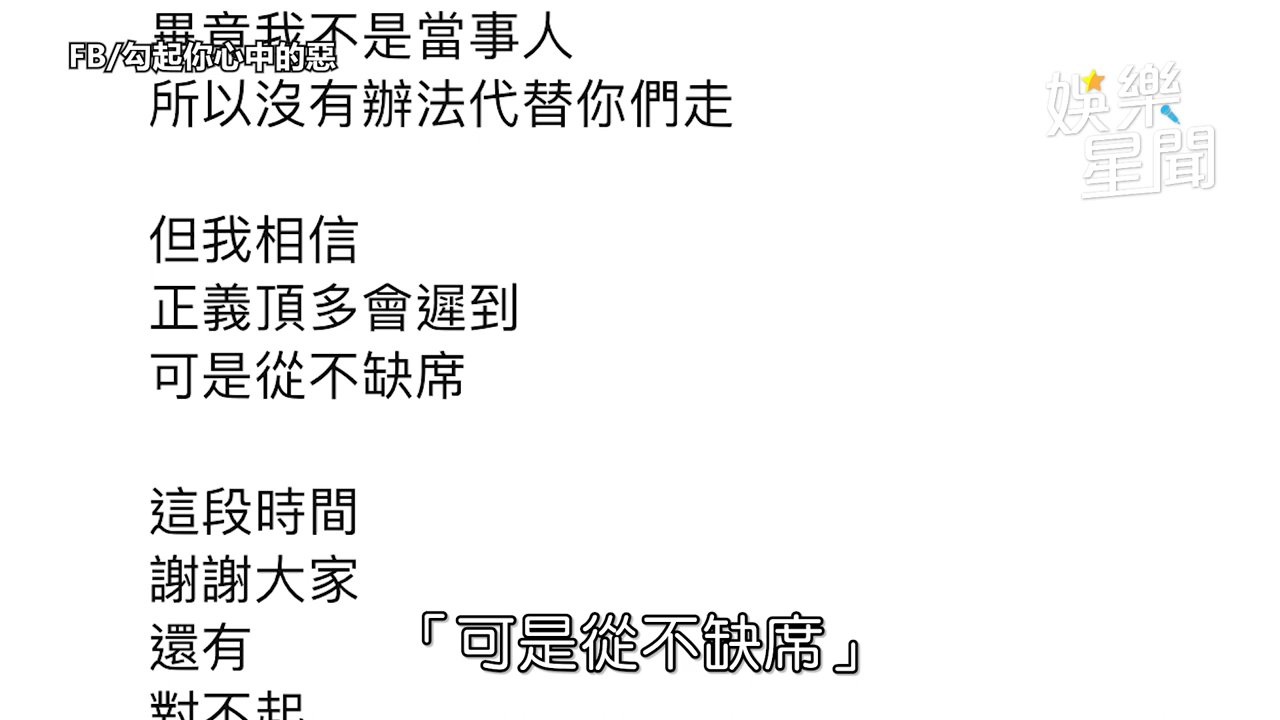 畢竟我不是當事人
FB/勾起你心中的惡
所以沒有辦法代替你們走
娛樂
星聞
但我相信
正義頂多會遲到
可是從不缺席
這段時間
謝謝大家
還有
「可是從不缺席」
對不起